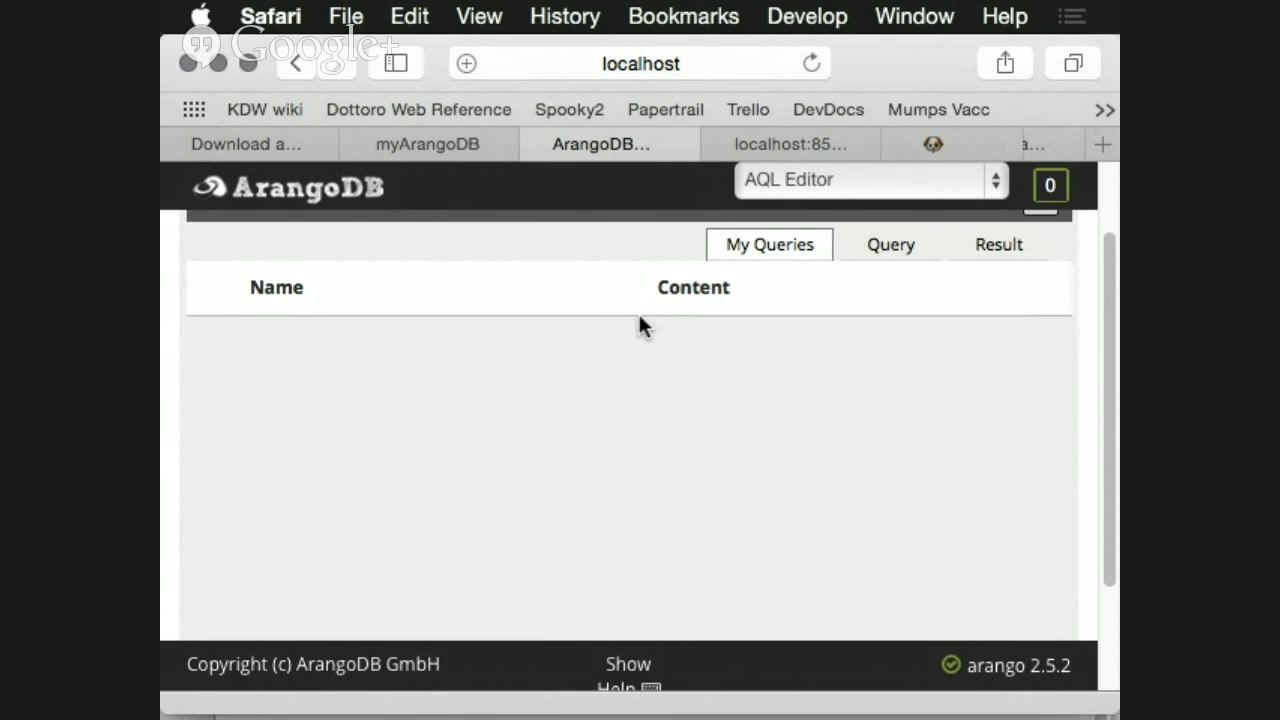 Safari File Edit View History Bookmarks Develop Window Help
Google+
localhost
KDW wiki Dottoro Web Reference Spooky2 Papertrail Trello DevDocs Mumps Vacc >>
Download a... myArangoDB ArangoDB... localhost:85... a... +
ArangoDB AQL Editor 0
My Queries Query Result
Name Content
Copyright (c) ArangoDB GmbH Show arango 2.5.2
Help